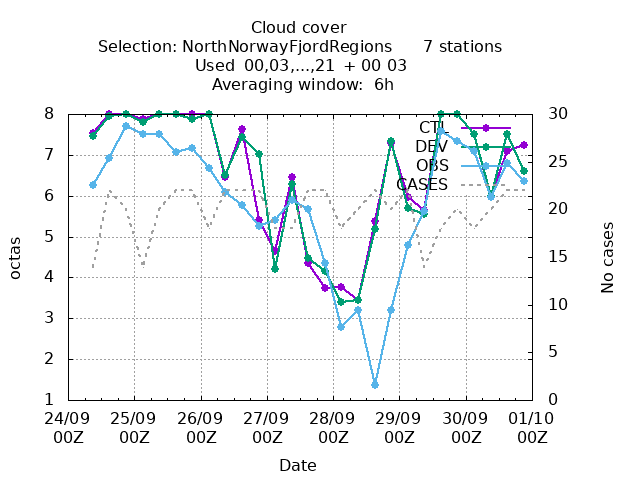 Cloud cover
Selection: NorthNorwayFjordRegions 7 stations
Used 00,03,...,21 + 00 03
Averaging window: 6h
8
7
6
5
4
3
2
1
octas
30
25
20
15
10
5
0
No cases
CTL
DEV
OBS
CASES
24/09 25/09 26/09 27/09 28/09 29/09 30/09 01/10
00Z 00Z 00Z 00Z 00Z 00Z 00Z 00Z
Date